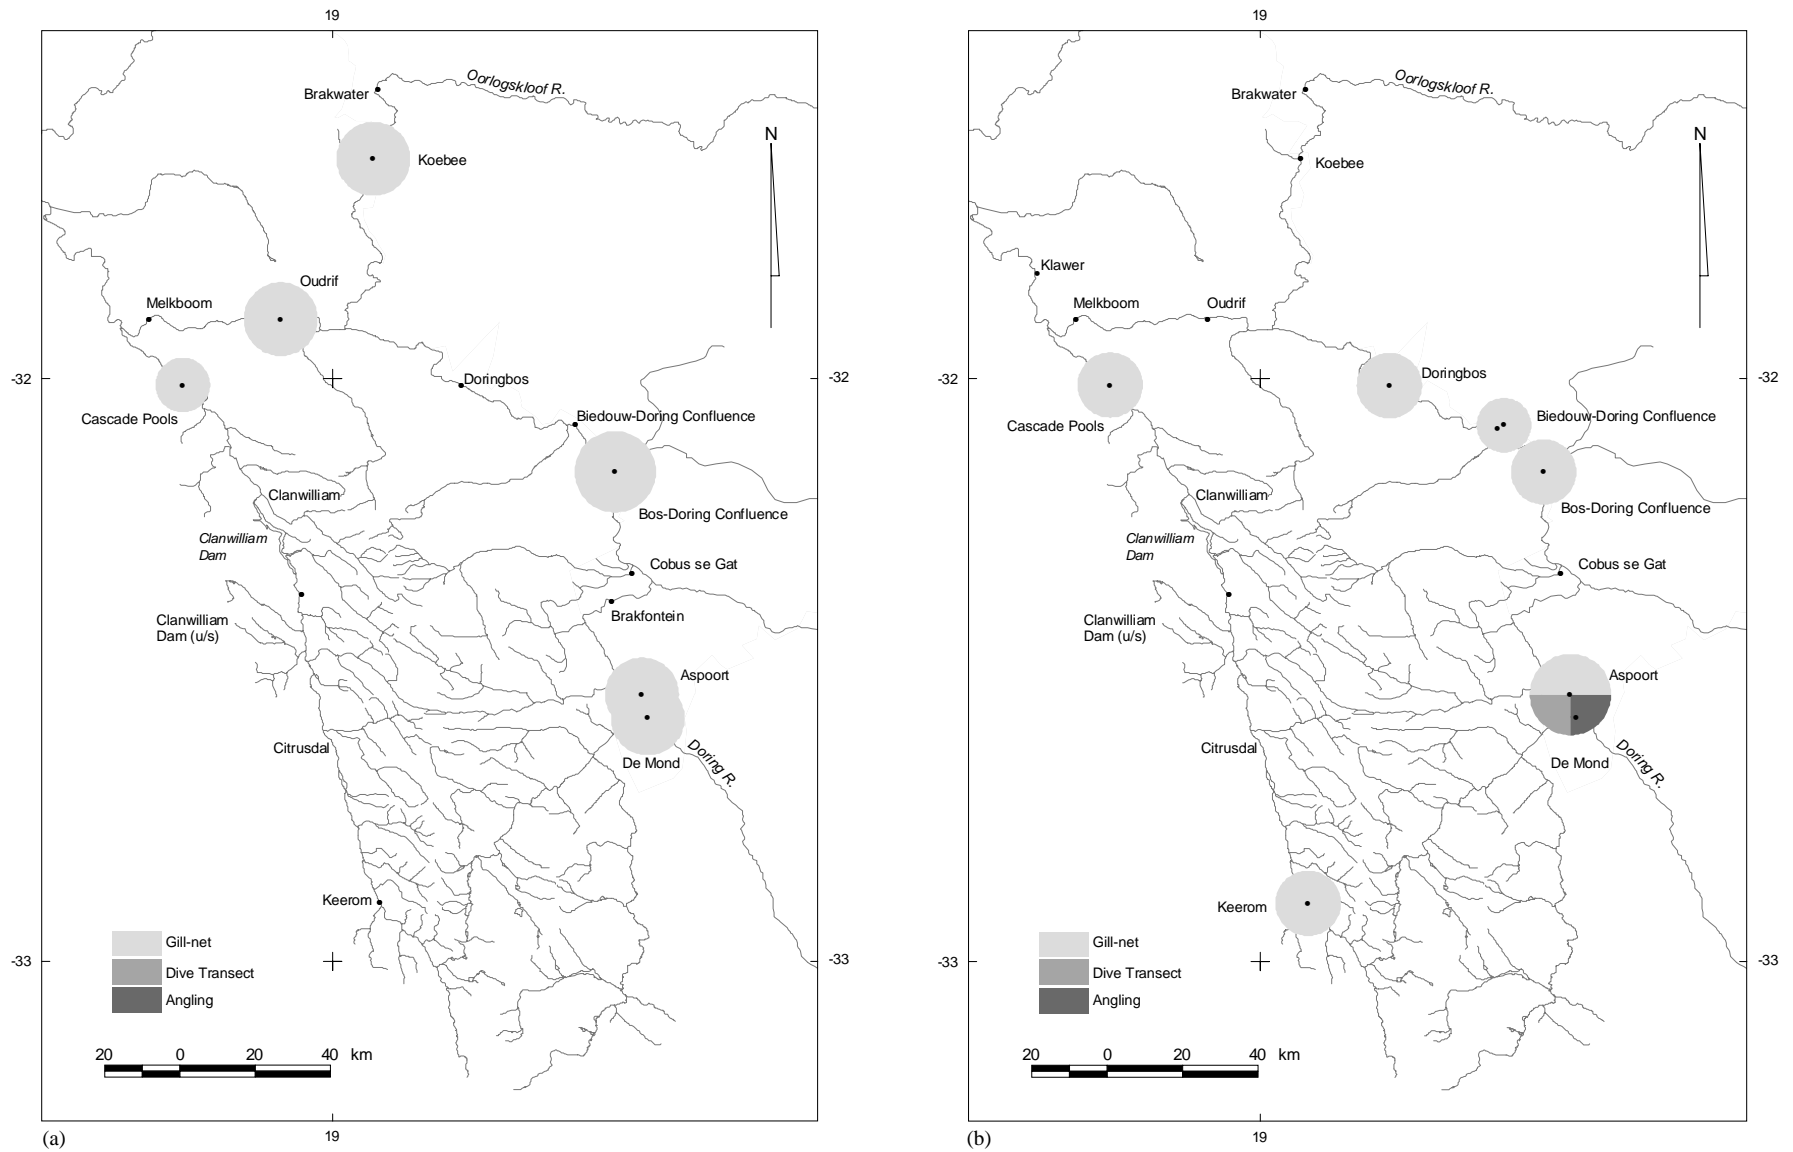 19
Oorlogskloof R.
Brakwater
N
Koebee
Oudrif
Melkboom
-32
-32
Doringbos
Cascade Pools
Biedouw-Doring Confluence
Clanwilliam
Bos-Doring Confluence
Clanwilliam
Dam
Cobus se Gat
Brakfontein
Clanwilliam
Dam (u/s)
Aspoort
Citrusdal
De Mond
Doring R.
Keerom
Gill-net
-33
-33
Dive Transect
Angling
20 0 20 40 km
19
(a)
19
Oorlogskloof R.
Brakwater
N
Koebee
Klawer
Melkboom
Oudrif
-32
-32
Doringbos
Cascade Pools
Biedouw-Doring Confluence
Clanwilliam
Bos-Doring Confluence
Clanwilliam
Dam
Cobus se Gat
Clanwilliam
Dam (u/s)
Aspoort
Citrusdal
De Mond
Doring R.
Keerom
Gill-net
-33
-33
Dive Transect
Angling
20 0 20 40 km
19
(b)